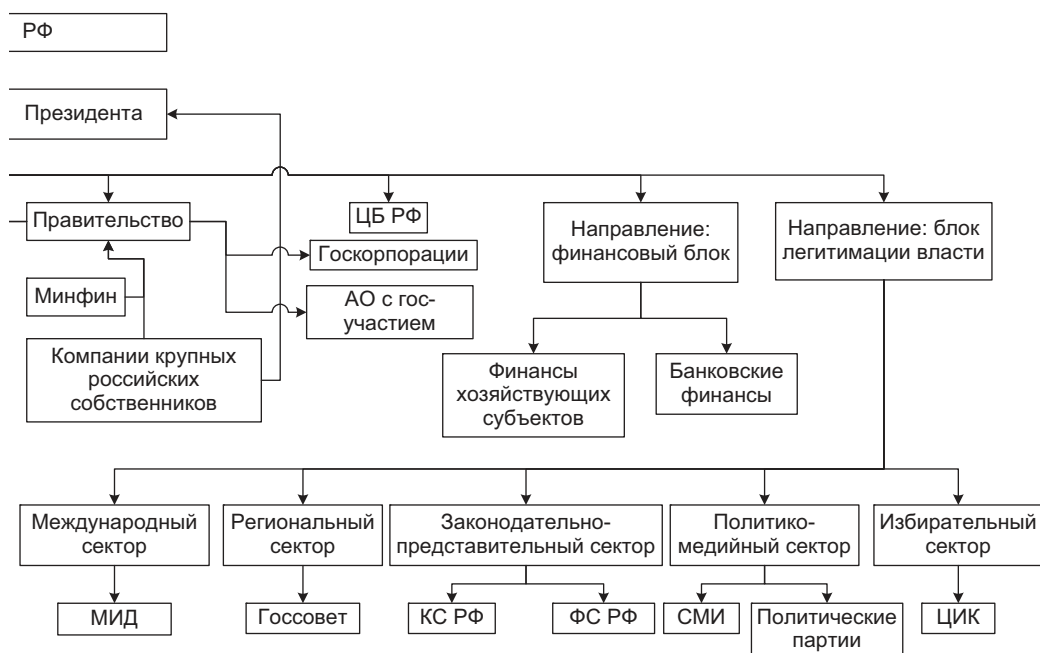 РФ
Президента
Правительство
ЦБ РФ
Направление:
финансовый блок
Направление: блок
легитимации власти
Госкорпорации
Минфин
АО с гос-
участием
Компании крупных
российских
собственников
Финансы
хозяйствующих
субъектов
Банковские
финансы
Международный
сектор
Региональный
сектор
Законодательно-
представительный сектор
Политико-
медийный сектор
Избирательный
сектор
МИД
Госсовет
КС РФ
ФС РФ
СМИ
Политические
партии
ЦИК